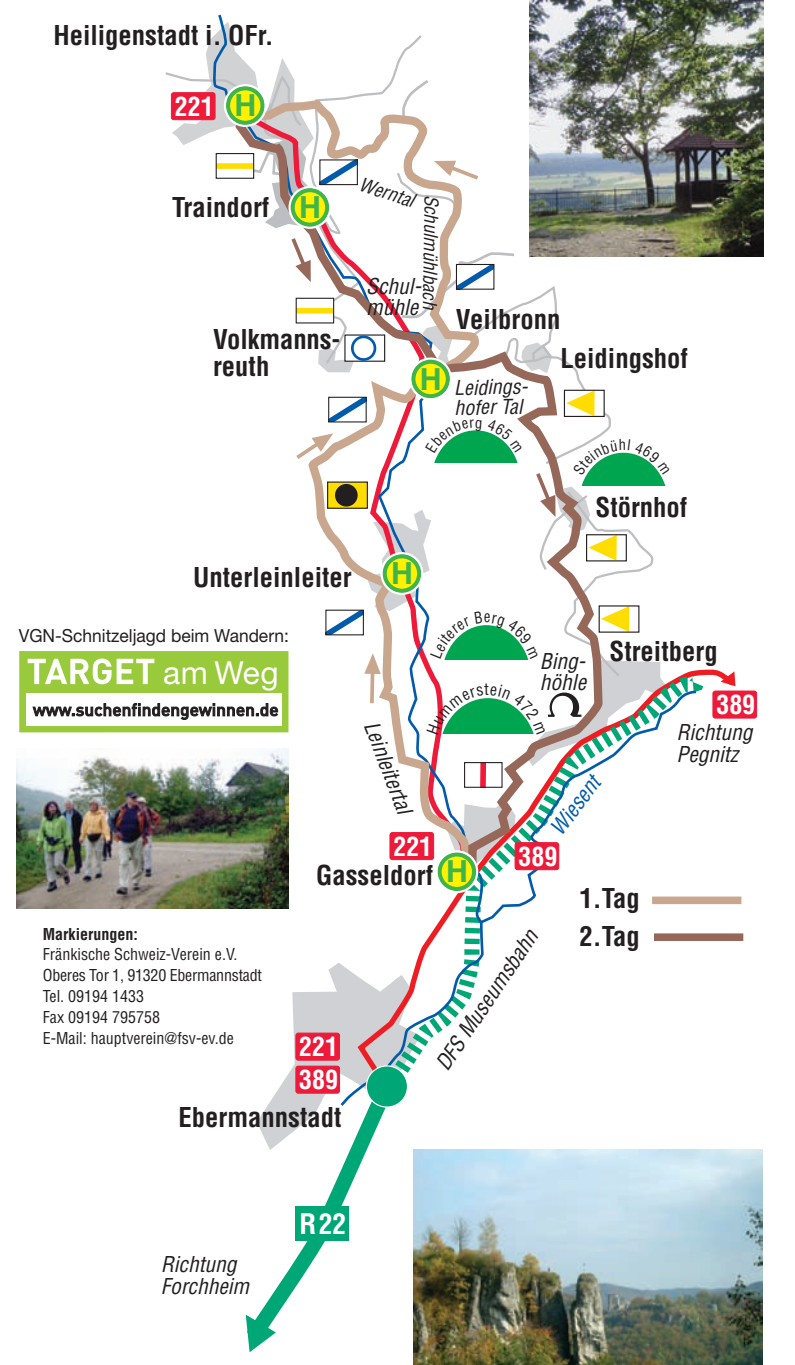 Heiligenstadt i. OFr.
221
H
Werntal
Traindorf
H
Schulmühlbach
Schul-
mühle
Veilbronn
Volkmanns-
reuth
Leidingshof
H
Leidings-
hofer Tal
Ebenberg 465 m
Steinbühl 469 m
Störnhof
Unterleinleiter
H
VGN-Schnitzeljagd beim Wandern:
TARGET am Weg
www.suchenfindengewinnen.de
Leiterer Berg 469 m
Bing-
höhle
Streitberg
Hummerstein 472 m
389
Richtung
Pegnitz
Leinleitertal
Wiesent
221
389
Gasseldorf
H
1.Tag
2.Tag
Markierungen:
Fränkische Schweiz-Verein e.V.
Oberes Tor 1, 91320 Ebermannstadt
Tel. 09194 1433
Fax 09194 795758
E-Mail: hauptverein@fsv-ev.de
DFS Museumsbahn
221
389
Ebermannstadt
R 22
Richtung
Forchheim